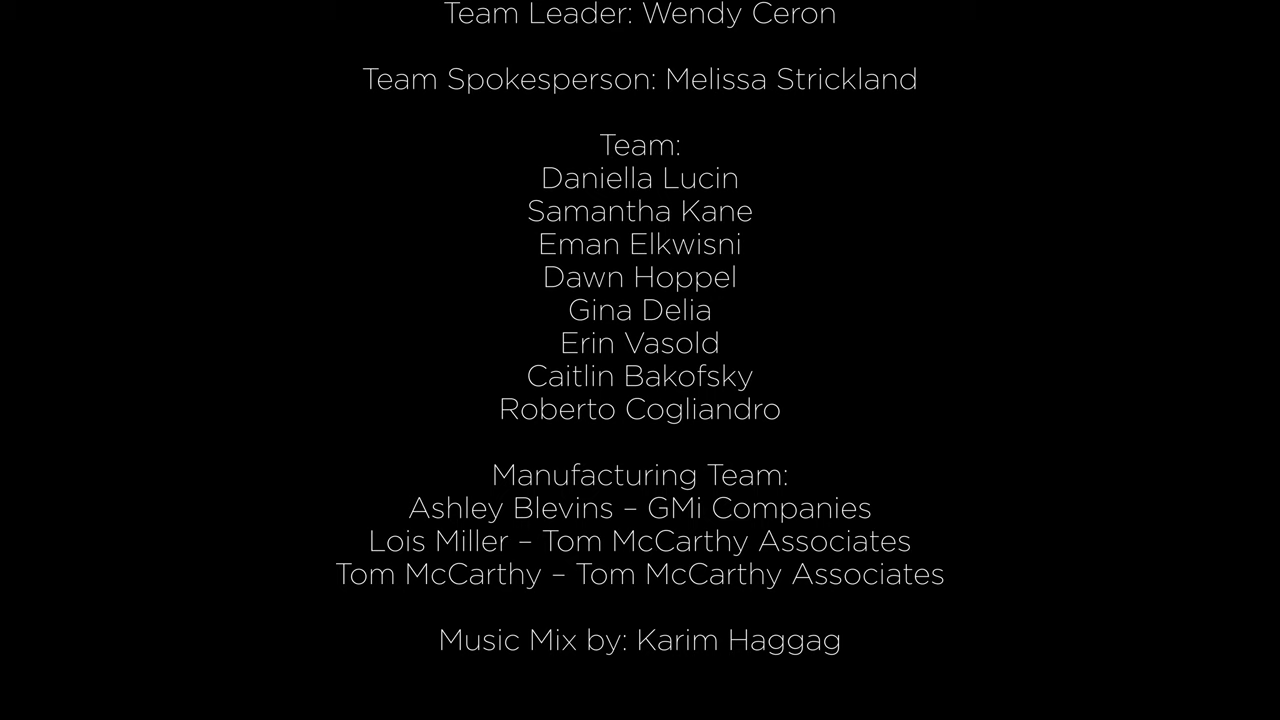 Team Leader: Wendy Ceron
Team Spokesperson: Melissa Strickland
Team:
Daniella Lucin
Samantha Kane
Eman Elkwisni
Dawn Hoppel
Gina Delia
Erin Vasold
Caitlin Bakofsky
Roberto Cogliandro
Manufacturing Team:
Ashley Blevins – GMi Companies
Lois Miller – Tom McCarthy Associates
Tom McCarthy – Tom McCarthy Associates
Music Mix by: Karim Haggag